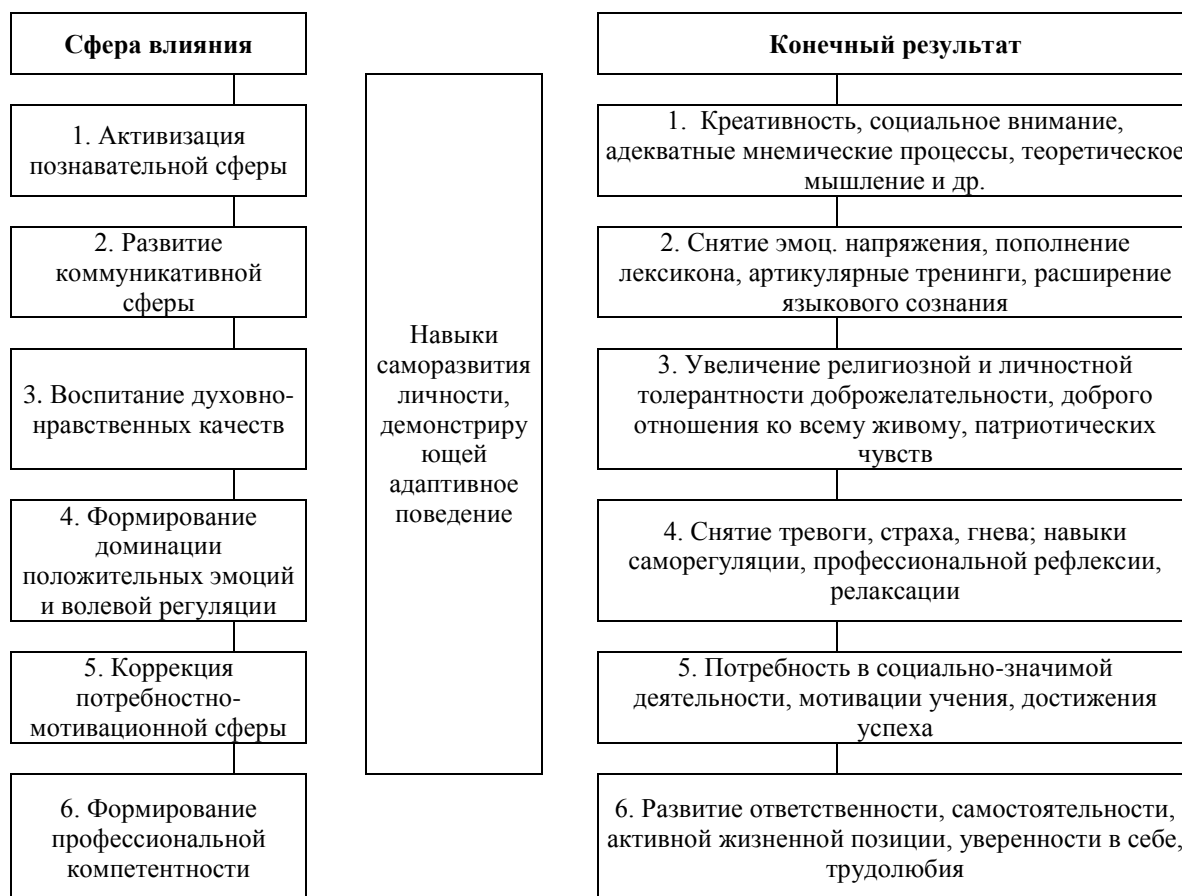 Сфера влияния
1. Активизация
познавательной сферы
2. Развитие
коммуникативной
сферы
3. Воспитание духовно-
нравственных качеств
4. Формирование
доминации
положительных эмоций
и волевой регуляции
5. Коррекция
потребностно-
мотивационной сферы
6. Формирование
профессиональной
компетентности
Навыки
саморазвития
личности,
демонстриру
ющей
адаптивное
поведение
Конечный результат
1. Креативность, социальное внимание,
адекватные мнемические процессы, теоретическое
мышление и др.
2. Снятие эмоц. напряжения, пополнение
лексикона, артикулярные тренинги, расширение
языкового сознания
3. Увеличение религиозной и личностной
толерантности доброжелательности, доброго
отношения ко всему живому, патриотических
чувств
4. Снятие тревоги, страха, гнева; навыки
саморегуляции, профессиональной рефлексии,
релаксации
5. Потребность в социально-значимой
деятельности, мотивации учения, достижения
успеха
6. Развитие ответственности, самостоятельности,
активной жизненной позиции, уверенности в себе,
трудолюбия